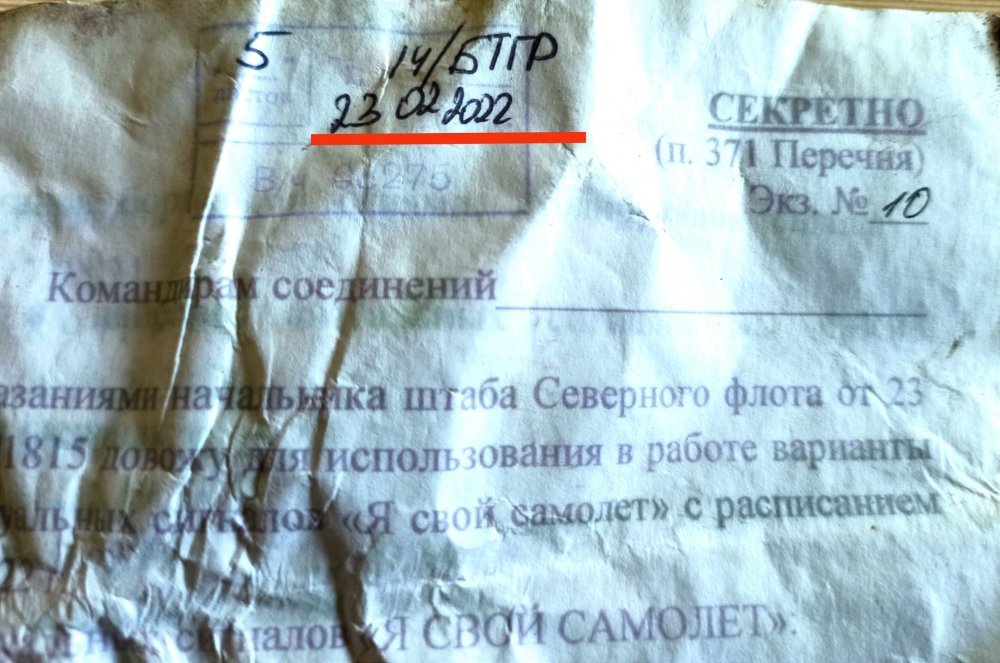 5 14/БТГР
23 02 2022
СЕКРЕТНО
(п. 371 Перечня)
Экз. № 10
Командирам соединений
азаниями начальника штаба Северного флота от 23
1815 довожу для использования в работе варианты
сигналов «Я свой самолет» с расписанием
сигналов «Я СВОЙ САМОЛЕТ»: